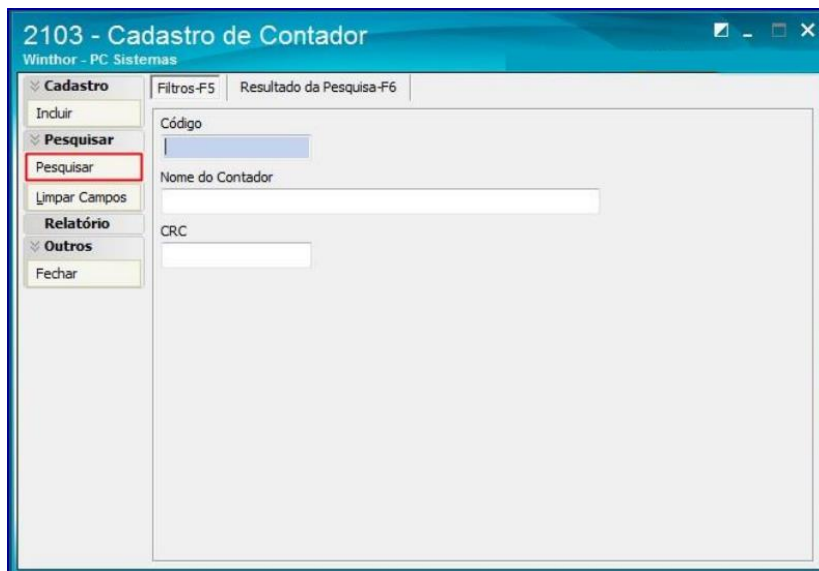 2103 - Cadastro de Contador
Winthor - PC Sistemas
Cadastro
Incluir
Pesquisar
Pesquisar
Limpar Campos
Relatório
Outros
Fechar
Filtros-F5
Resultado da Pesquisa-F6
Código
Nome do Contador
CRC